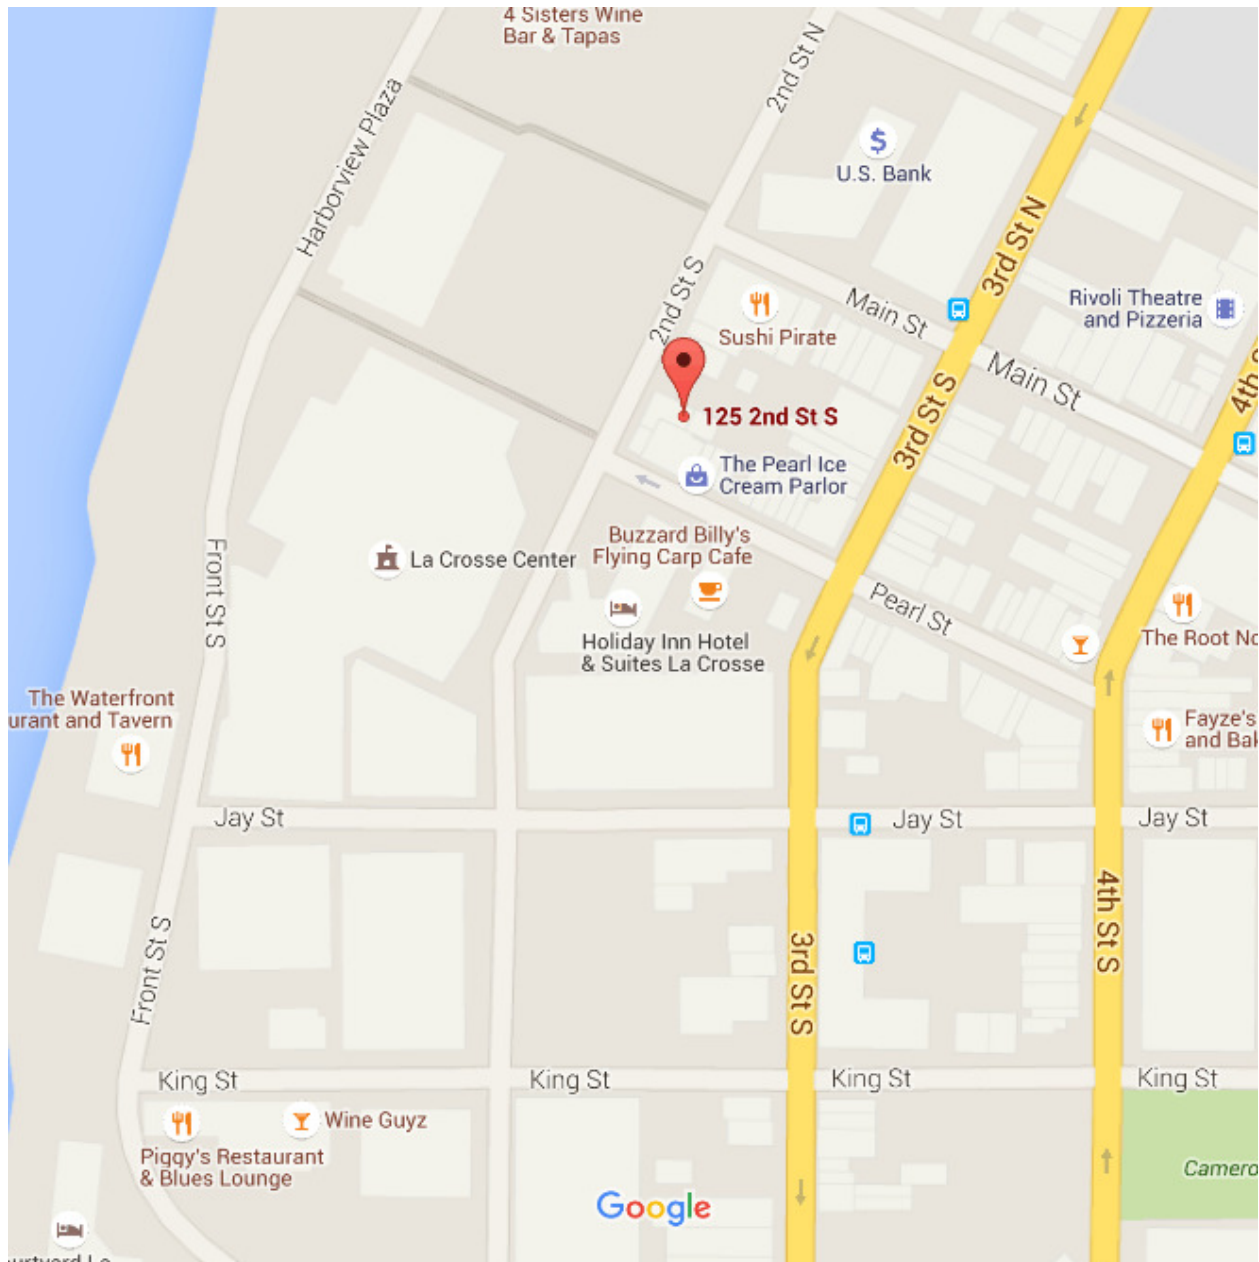 4 Sisters Wine
Bar & Tapas
2nd St N
Harborview Plaza
$
U.S. Bank
3rd St N
Rivoli Theatre
and Pizzeria
2nd St S
Main St
Sushi Pirate
Main St
4th S
125 2nd St S
3rd St S
The Pearl Ice
Cream Parlor
Buzzard Billy's
Flying Carp Cafe
La Crosse Center
Front St S
Pearl St
Holiday Inn Hotel
& Suites La Crosse
The Root No
The Waterfront
urant and Tavern
Fayze's
and Bak
Jay St
Jay St
Jay St
4th St S
Front St S
3rd St S
King St
King St
King St
King St
Wine Guyz
Piggy's Restaurant
& Blues Lounge
Camero
Google